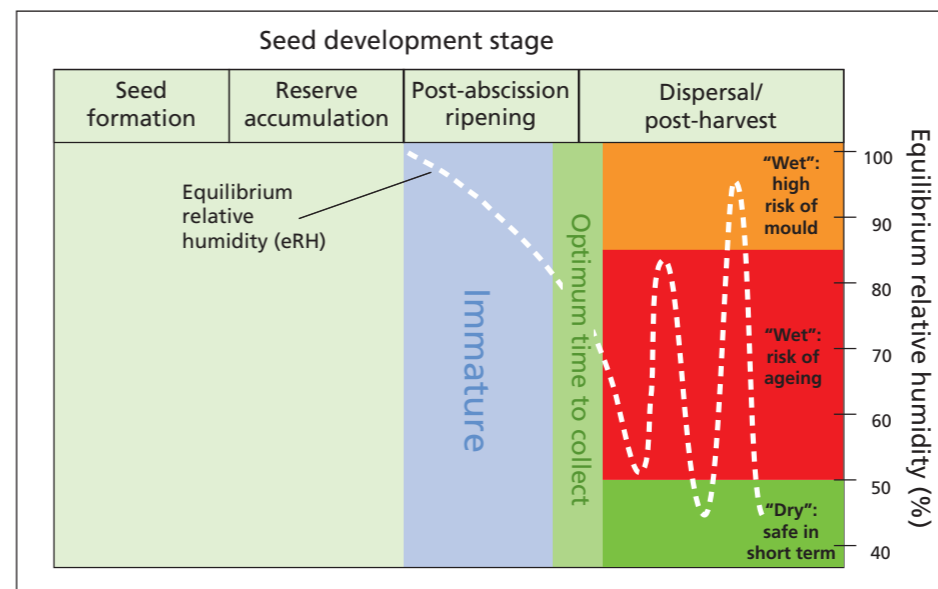 Seed development stage
Seed
formation
Reserve
accumulation
Post-abscission
ripening
Dispersal/
post-harvest
Equilibrium
relative
humidity (eRH)
Immature
Optimum time to collect
“Wet”:
high
risk of
mould
“Wet”:
risk of
ageing
“Dry”:
safe in
short term
100
90
80
70
60
50
40
Equilibrium relative humidity (%)